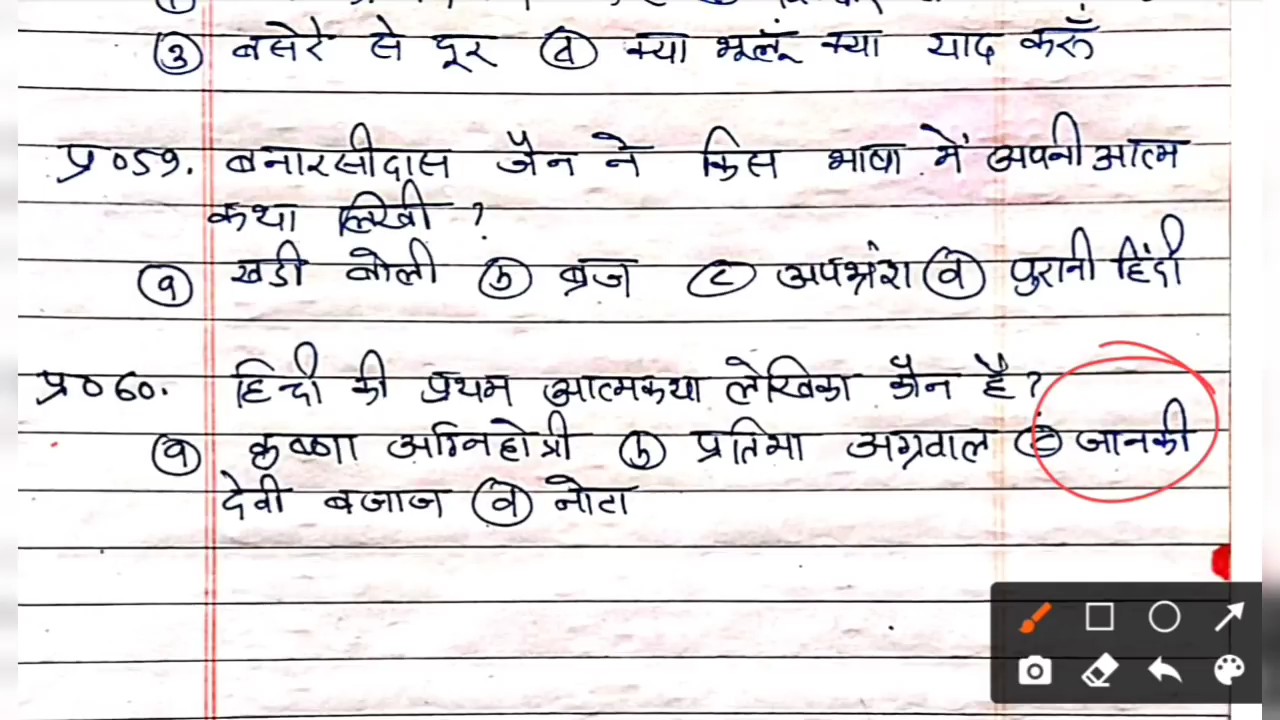 ③ बसेरे से दूर ④ क्या भूलूं क्या याद करूँ
प्र०59. बनारसीदास जैन ने किस भाषा में अपनी आत्म
कथा लिखी ?
ⓐ खडी बोली ⓑ ब्रज ⓒ अपभ्रंश ⓓ पुरानी हिंदी
प्र०60. हिन्दी की प्रथम आत्मकथा लेखिका कौन है?
ⓐ कृष्णा अग्निहोत्री ⓑ प्रतिमा अग्रवाल ⓒ जानकी
देवी बजाज ⓓ नोटा